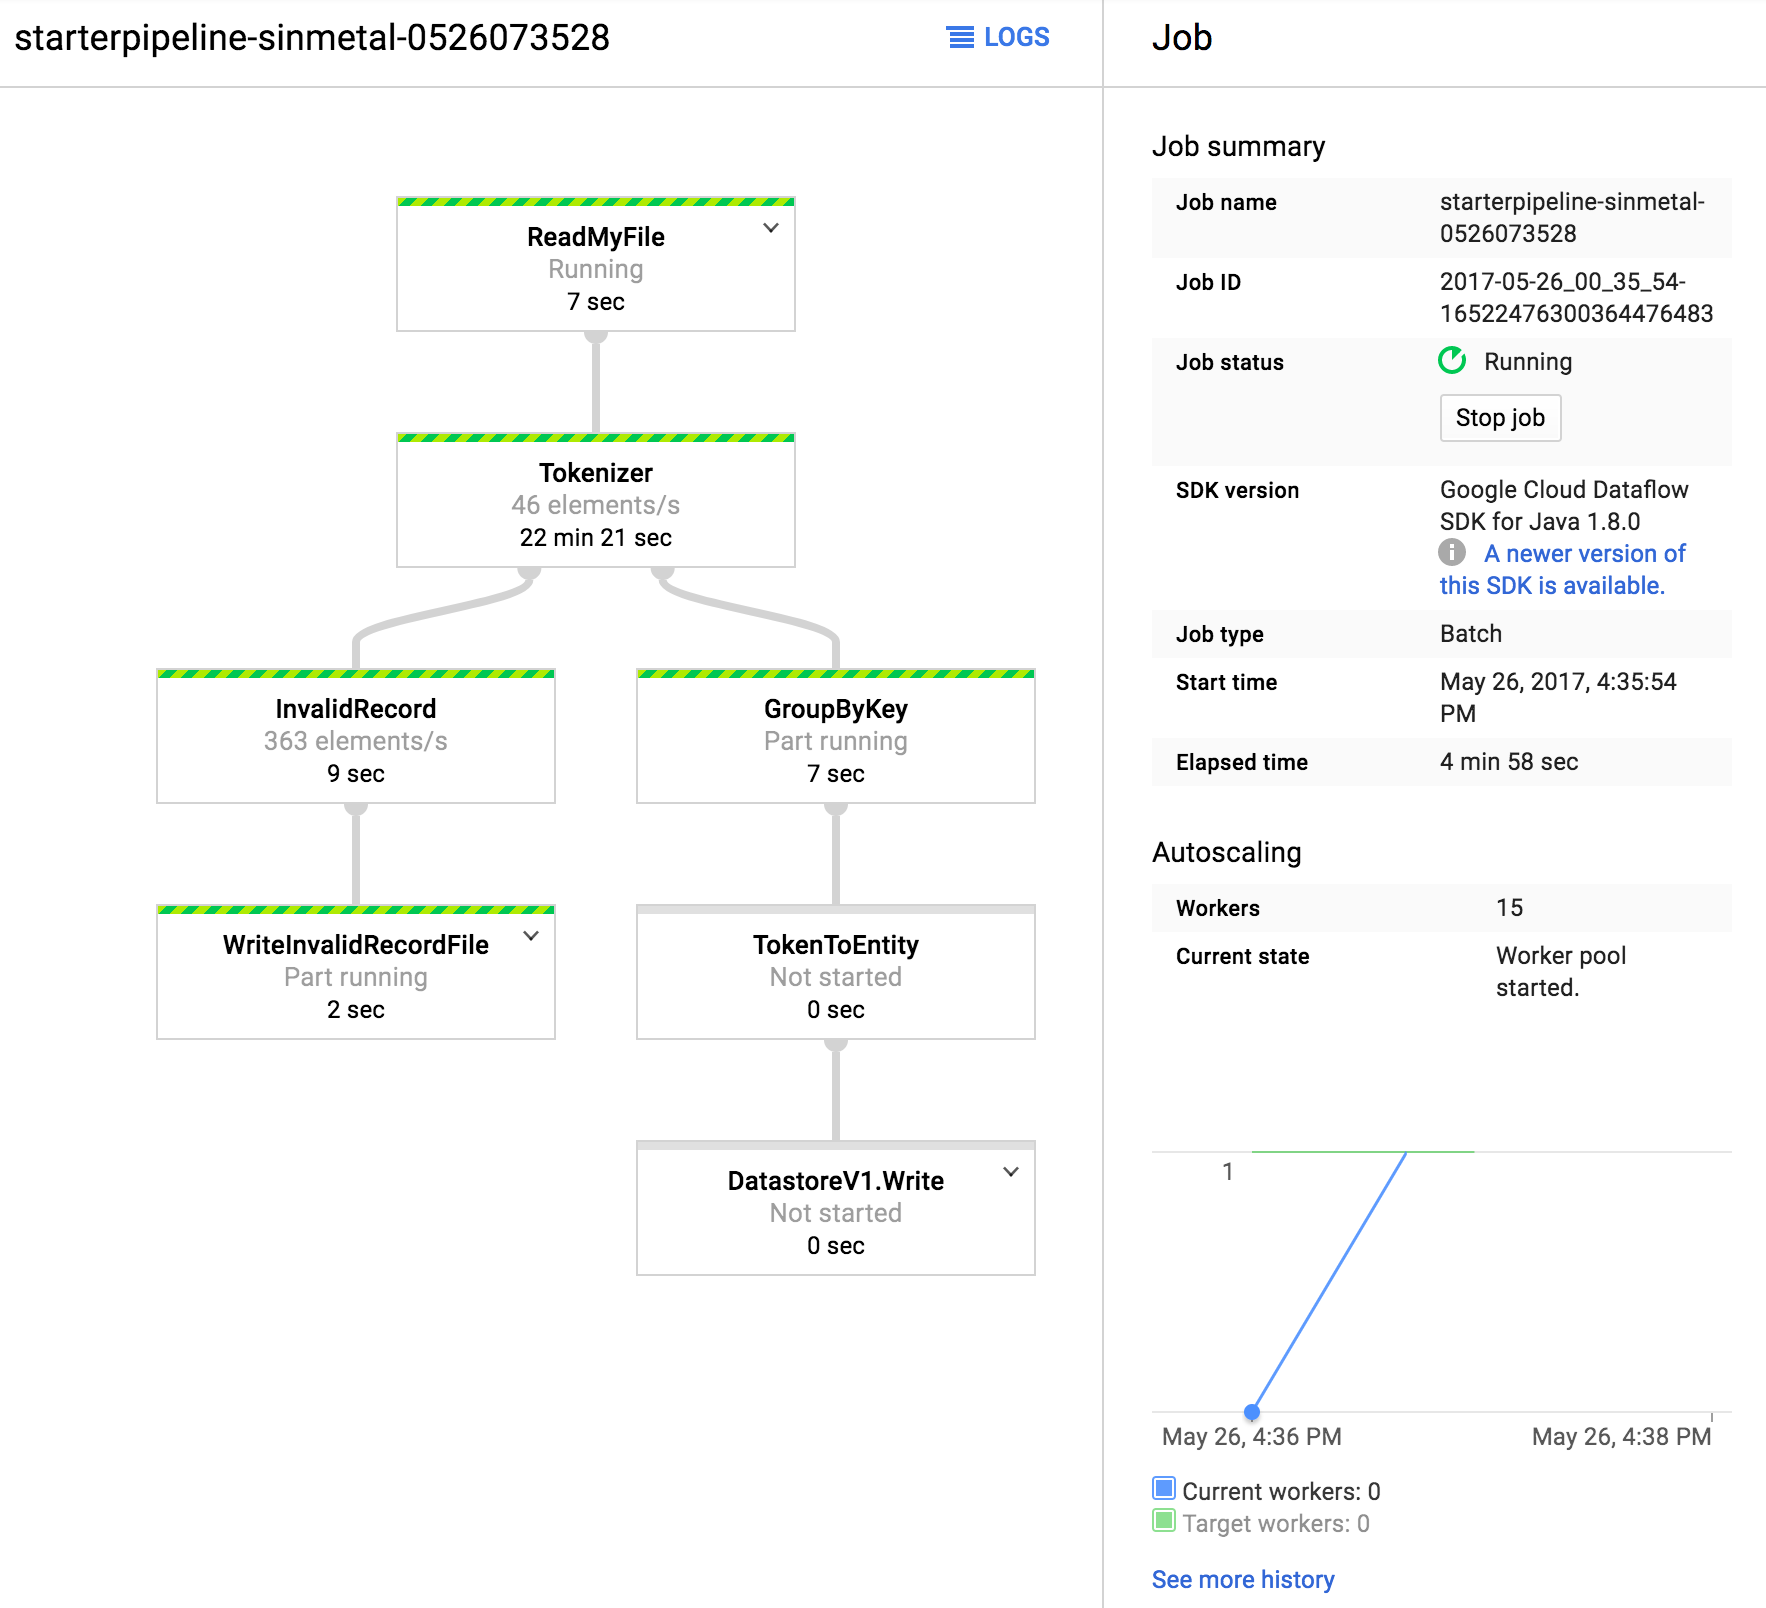 starterpipeline-sinmetal-0526073528
LOGS
ReadMyFile
Running
7 sec
Tokenizer
46 elements/s
22 min 21 sec
InvalidRecord
363 elements/s
9 sec
GroupByKey
Part running
7 sec
WriteInvalidRecordFile
Part running
2 sec
TokenToEntity
Not started
0 sec
DatastoreV1.Write
Not started
0 sec
Job
Job summary
Job name
starterpipeline-sinmetal-
0526073528
Job ID
2017-05-26_00_35_54-
16522476300364476483
Job status
Running
Stop job
SDK version
Google Cloud Dataflow
SDK for Java 1.8.0
A newer version of
this SDK is available.
Job type
Batch
Start time
May 26, 2017, 4:35:54
PM
Elapsed time
4 min 58 sec
Autoscaling
Workers
15
Current state
Worker pool
started.
1
May 26, 4:36 PM
May 26, 4:38 PM
Current workers: 0
Target workers: 0
See more history